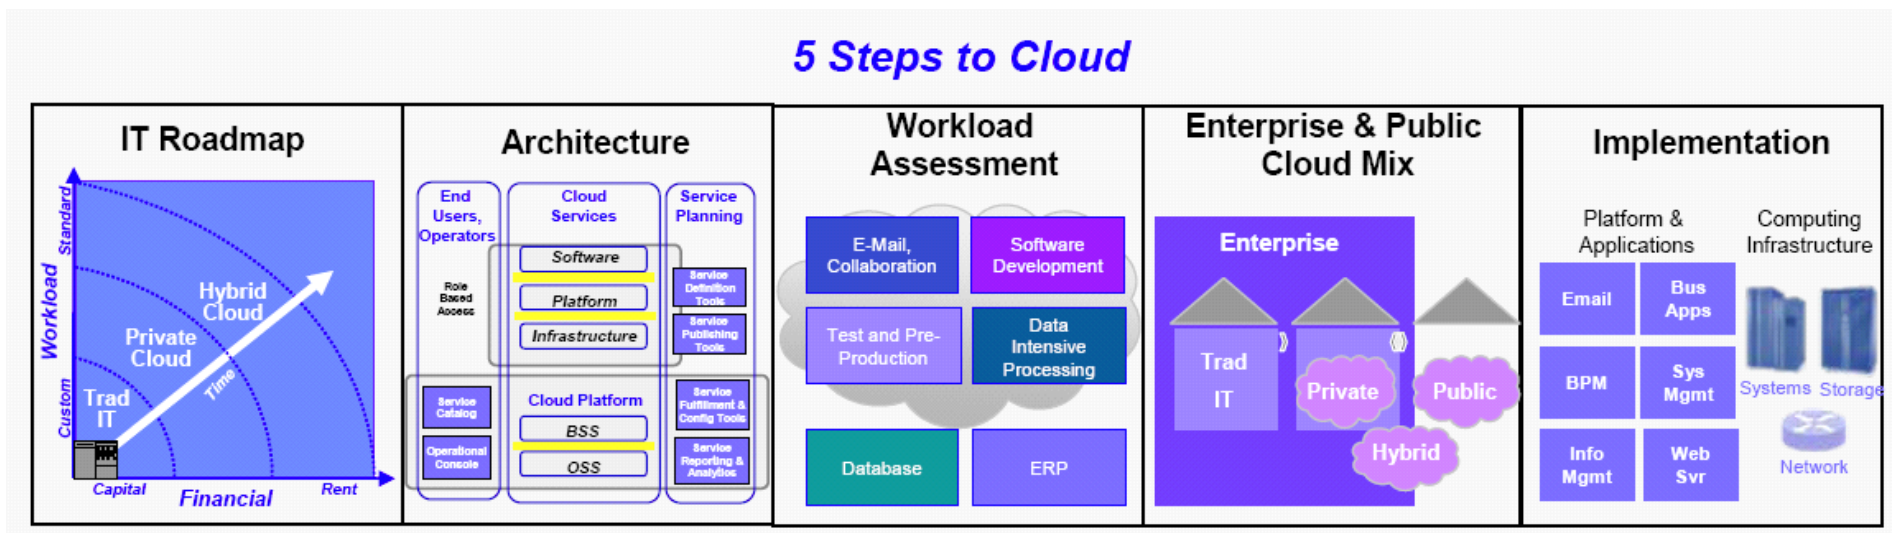 5 Steps to Cloud
IT Roadmap
Standard
Workload
Custom
Hybrid
Cloud
Private
Cloud
Trad
IT
Time
Capital
Financial
Rent
Architecture
End
Users,
Operators
Role
Based
Access
Service
Catalog
Operational
Console
Cloud
Services
Software
Platform
Infrastructure
Cloud Platform
BSS
OSS
Service
Planning
Service
Definition
Tools
Service
Publishing
Tools
Service
Fulfillment &
Config Tools
Service
Reporting &
Analytics
Workload
Assessment
E-Mail,
Collaboration
Software
Development
Test and Pre-
Production
Data
Intensive
Processing
Database
ERP
Enterprise & Public
Cloud Mix
Enterprise
Trad
IT
Private
Public
Hybrid
Implementation
Platform &
Applications
Email
Bus
Apps
BPM
Sys
Mgmt
Info
Mgmt
Web
Svr
Computing
Infrastructure
Systems
Storage
Network